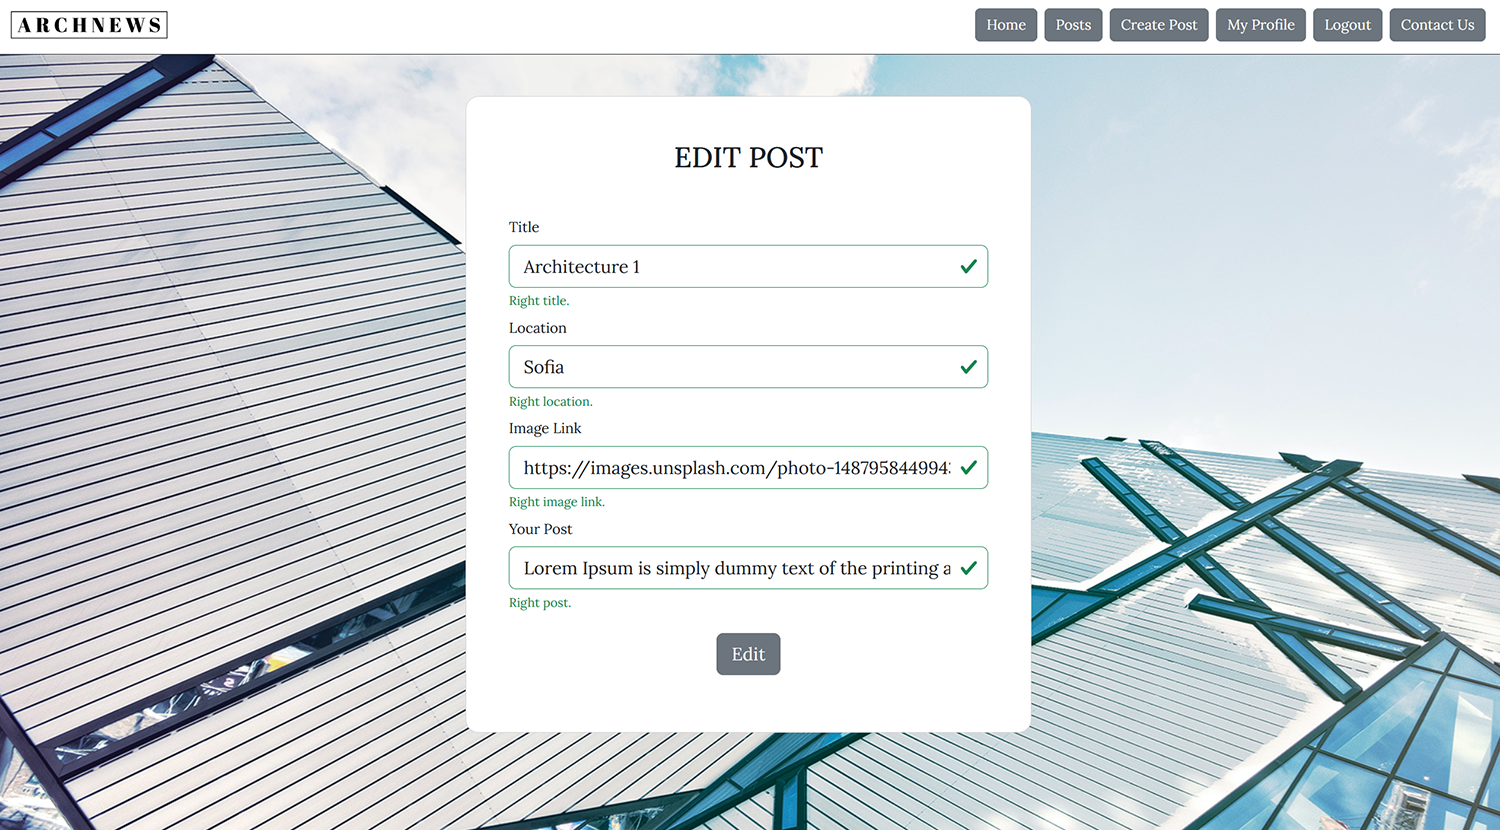 ARCHNEWS
Home Posts Create Post My Profile Logout Contact Us
EDIT POST
Title
Architecture 1
Right title.
Location
Sofia
Right location.
Image Link
https://images.unsplash.com/photo-148795844994
Right image link.
Your Post
Lorem Ipsum is simply dummy text of the printing a
Right post.
Edit